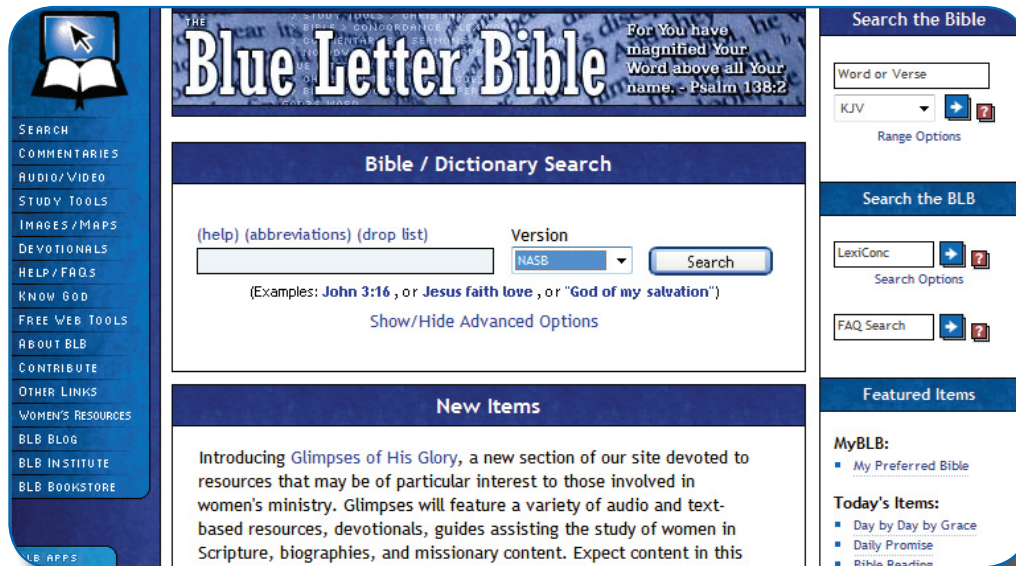 SEARCH
COMMENTARIES
AUDIO/VIDEO
STUDY TOOLS
IMAGES/MAPS
DEVOTIONALS
HELP/FAQS
KNOW GOD
FREE WEB TOOLS
ABOUT BLB
CONTRIBUTE
OTHER LINKS
WOMEN'S RESOURCES
BLB BLOG
BLB INSTITUTE
BLB BOOKSTORE
APPS
THE
Blue Letter Bible
For You have
magnified Your
Word above all Your
name. - Psalm 138:2
Bible / Dictionary Search
(help) (abbreviations) (drop list)
Version
NASB
Search
(Examples: John 3:16 , or Jesus faith love , or "God of my salvation")
Show/Hide Advanced Options
New Items
Introducing Glimpses of His Glory, a new section of our site devoted to
resources that may be of particular interest to those involved in
women's ministry. Glimpses will feature a variety of audio and text-
based resources, devotionals, guides assisting the study of women in
Scripture, biographies, and missionary content. Expect content in this
Search the Bible
Word or Verse
KJV
?
Range Options
Search the BLB
LexiConc
?
Search Options
FAQ Search
?
Featured Items
MyBLB:
My Preferred Bible
Today's Items:
Day by Day by Grace
Daily Promise
Bible Reading